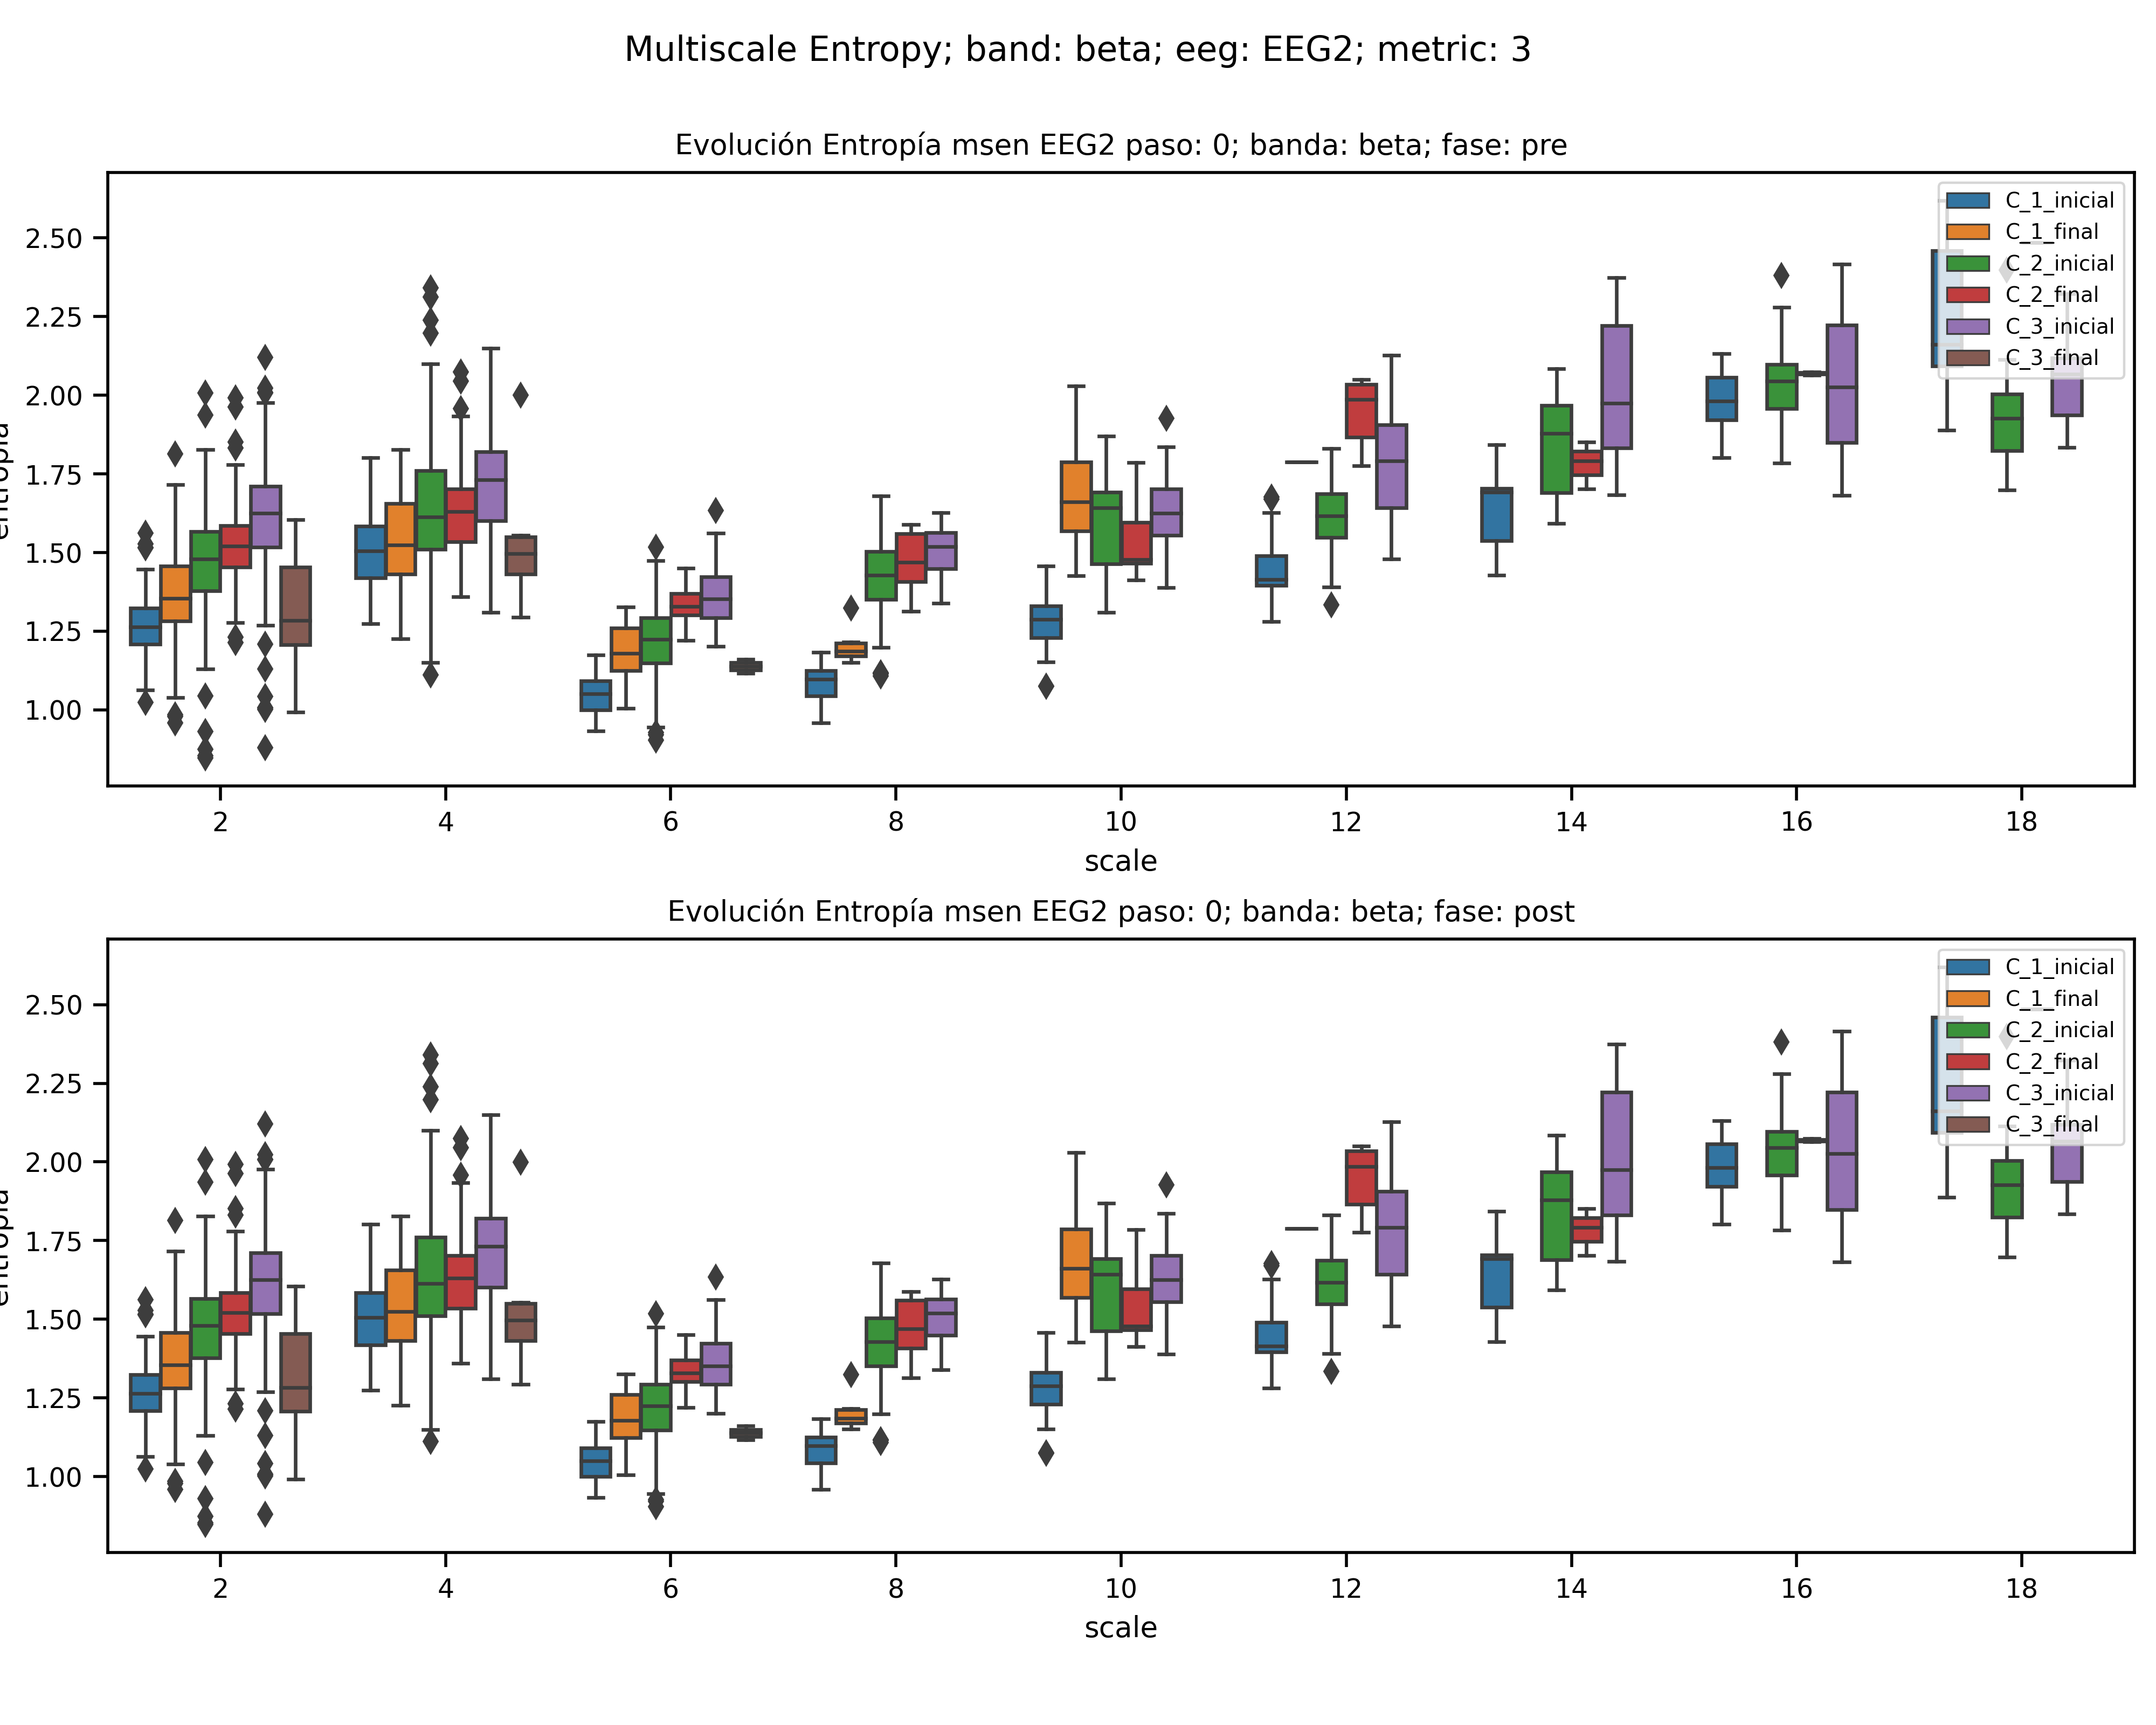 Multiscale Entropy; band: beta; eeg: EEG2; metric: 3
Evolución Entropía msen EEG2 paso: 0; banda: beta; fase: pre
2.50
2.25
2.00
1.75
1.50
1.25
1.00
entropia
C_1_inicial
C_1_final
C_2_inicial
C_2_final
C_3_inicial
C_3_final
2 4 6 8 10 12 14 16 18
scale
Evolución Entropía msen EEG2 paso: 0; banda: beta; fase: post
2.50
2.25
2.00
1.75
1.50
1.25
1.00
entropia
C_1_inicial
C_1_final
C_2_inicial
C_2_final
C_3_inicial
C_3_final
2 4 6 8 10 12 14 16 18
scale